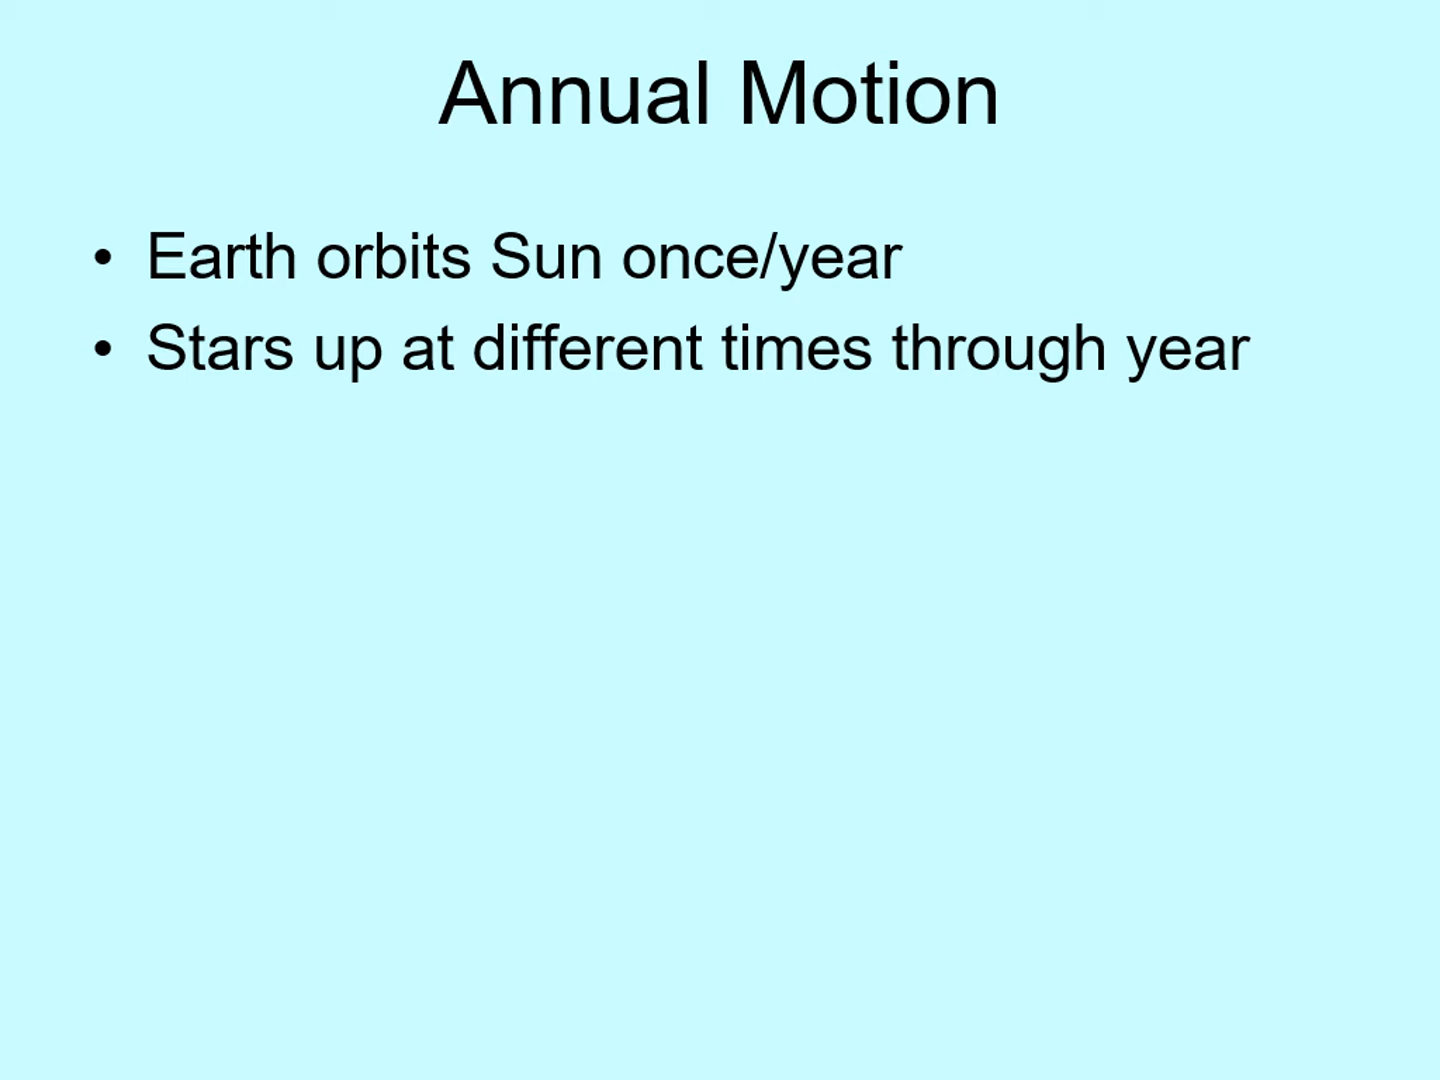 Annual Motion
• Earth orbits Sun once/year
• Stars up at different times through year